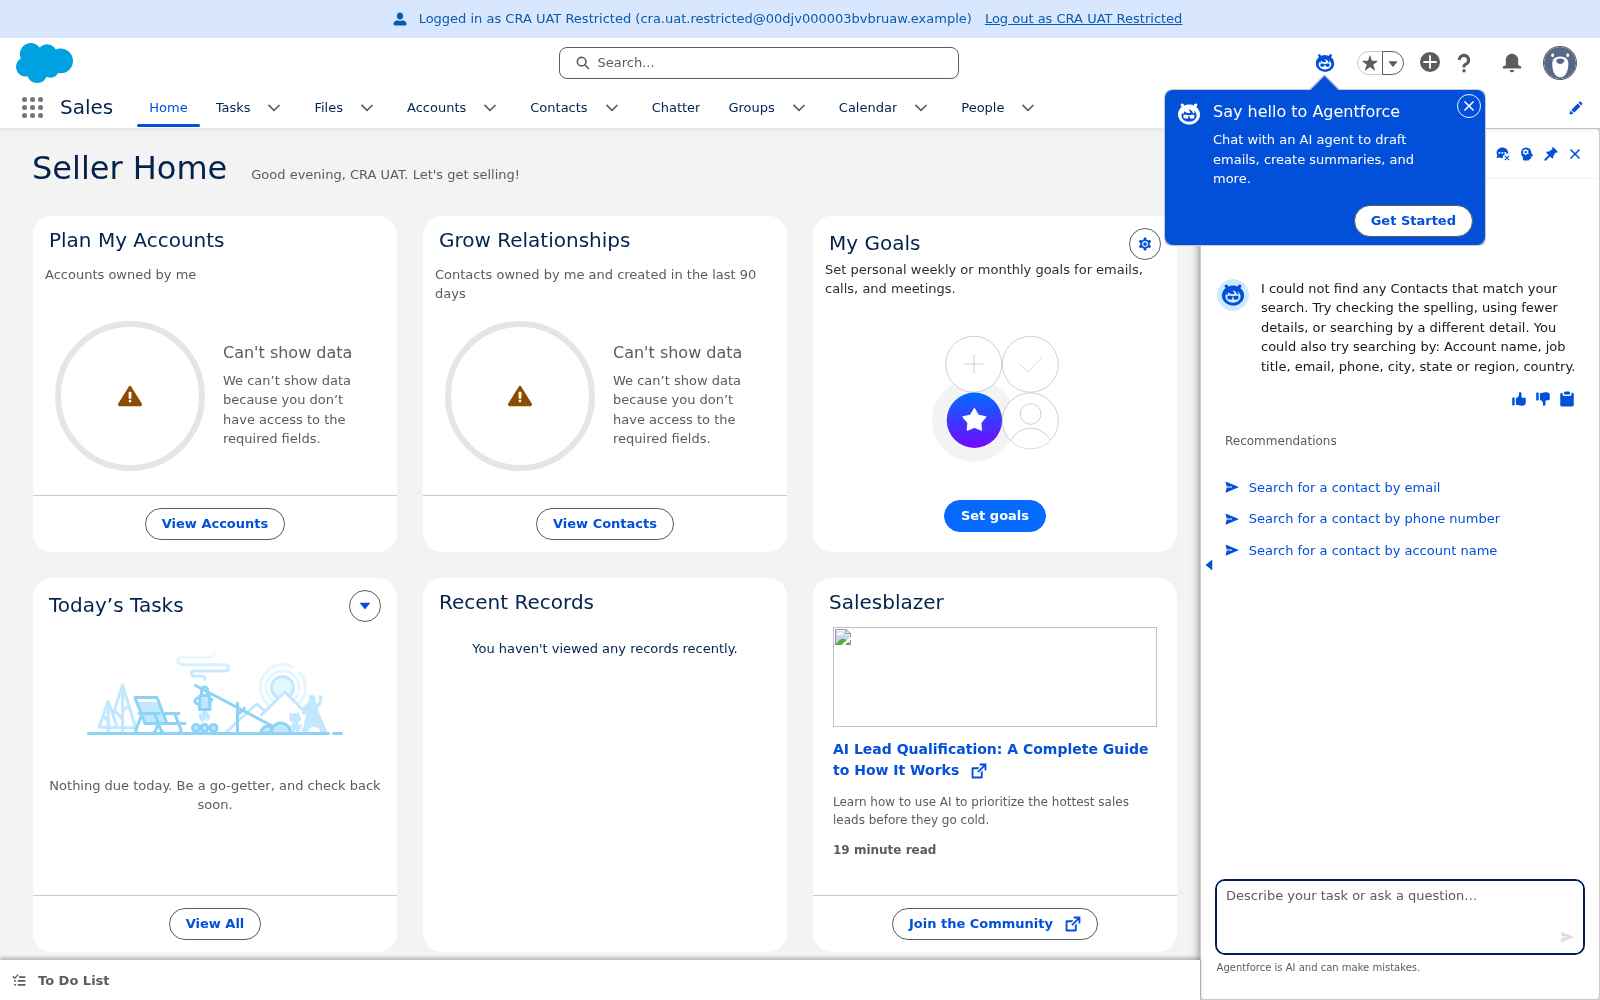 Logged in as CRA UAT Restricted (cra.uat.restricted@00djv000003bvbruaw.example) Log out as CRA UAT Restricted
Search...
Sales
Home Tasks Files Accounts Contacts Chatter Groups Calendar People
Say hello to Agentforce
Chat with an AI agent to draft
emails, create summaries, and
more.
Get Started
Seller Home
Good evening, CRA UAT. Let's get selling!
Plan My Accounts
Accounts owned by me
Can't show data
We can’t show data
because you don’t
have access to the
required fields.
View Accounts
Grow Relationships
Contacts owned by me and created in the last 90
days
Can't show data
We can’t show data
because you don’t
have access to the
required fields.
View Contacts
My Goals
Set personal weekly or monthly goals for emails,
calls, and meetings.
Set goals
Today’s Tasks
Nothing due today. Be a go-getter, and check back
soon.
View All
Recent Records
You haven't viewed any records recently.
Salesblazer
AI Lead Qualification: A Complete Guide
to How It Works
Learn how to use AI to prioritize the hottest sales
leads before they go cold.
19 minute read
Join the Community
I could not find any Contacts that match your
search. Try checking the spelling, using fewer
details, or searching by a different detail. You
could also try searching by: Account name, job
title, email, phone, city, state or region, country.
Recommendations
Search for a contact by email
Search for a contact by phone number
Search for a contact by account name
Describe your task or ask a question...
Agentforce is AI and can make mistakes.
To Do List